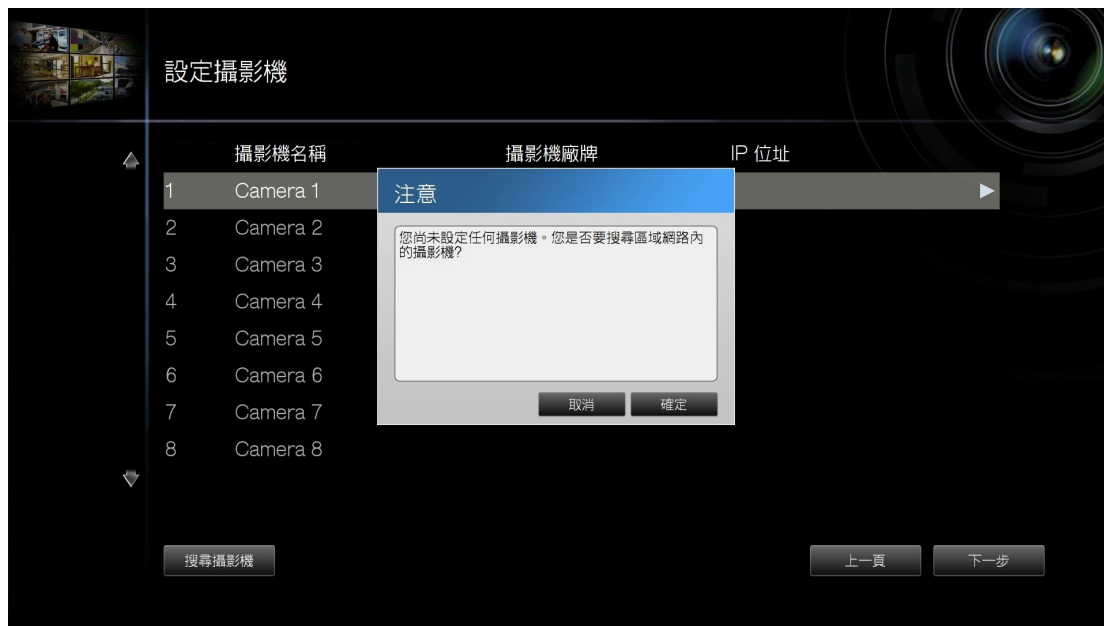 設定攝影機
攝影機名稱 攝影機廠牌 IP 位址
1 Camera 1
2 Camera 2
3 Camera 3
4 Camera 4
5 Camera 5
6 Camera 6
7 Camera 7
8 Camera 8
注意
您尚未設定任何攝影機。您是否要搜尋區域網路內
的攝影機?
取消 確定
搜尋攝影機 上一頁 下一步